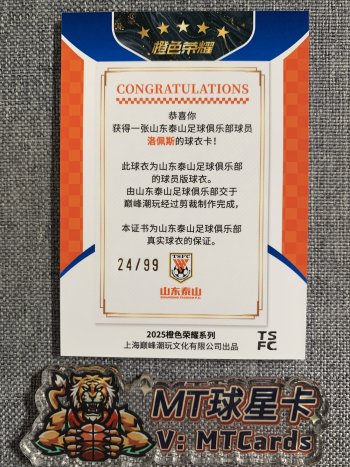 橙色荣耀
CONGRATULATIONS
恭喜你
获得一张山东泰山足球俱乐部球员
洛佩斯的球衣卡!
此球衣为山东泰山足球俱乐部
的球员版球衣。
由山东泰山足球俱乐部交于
巅峰潮玩经过剪裁制作完成,
本证书为山东泰山足球俱乐部
真实球衣的保证。
24/99
TSFC
山东泰山
SHANDONG TAISHAN F.C.
2025橙色荣耀系列
上海巅峰潮玩文化有限公司出品
TS
FC
MT球星卡
V: MTCards